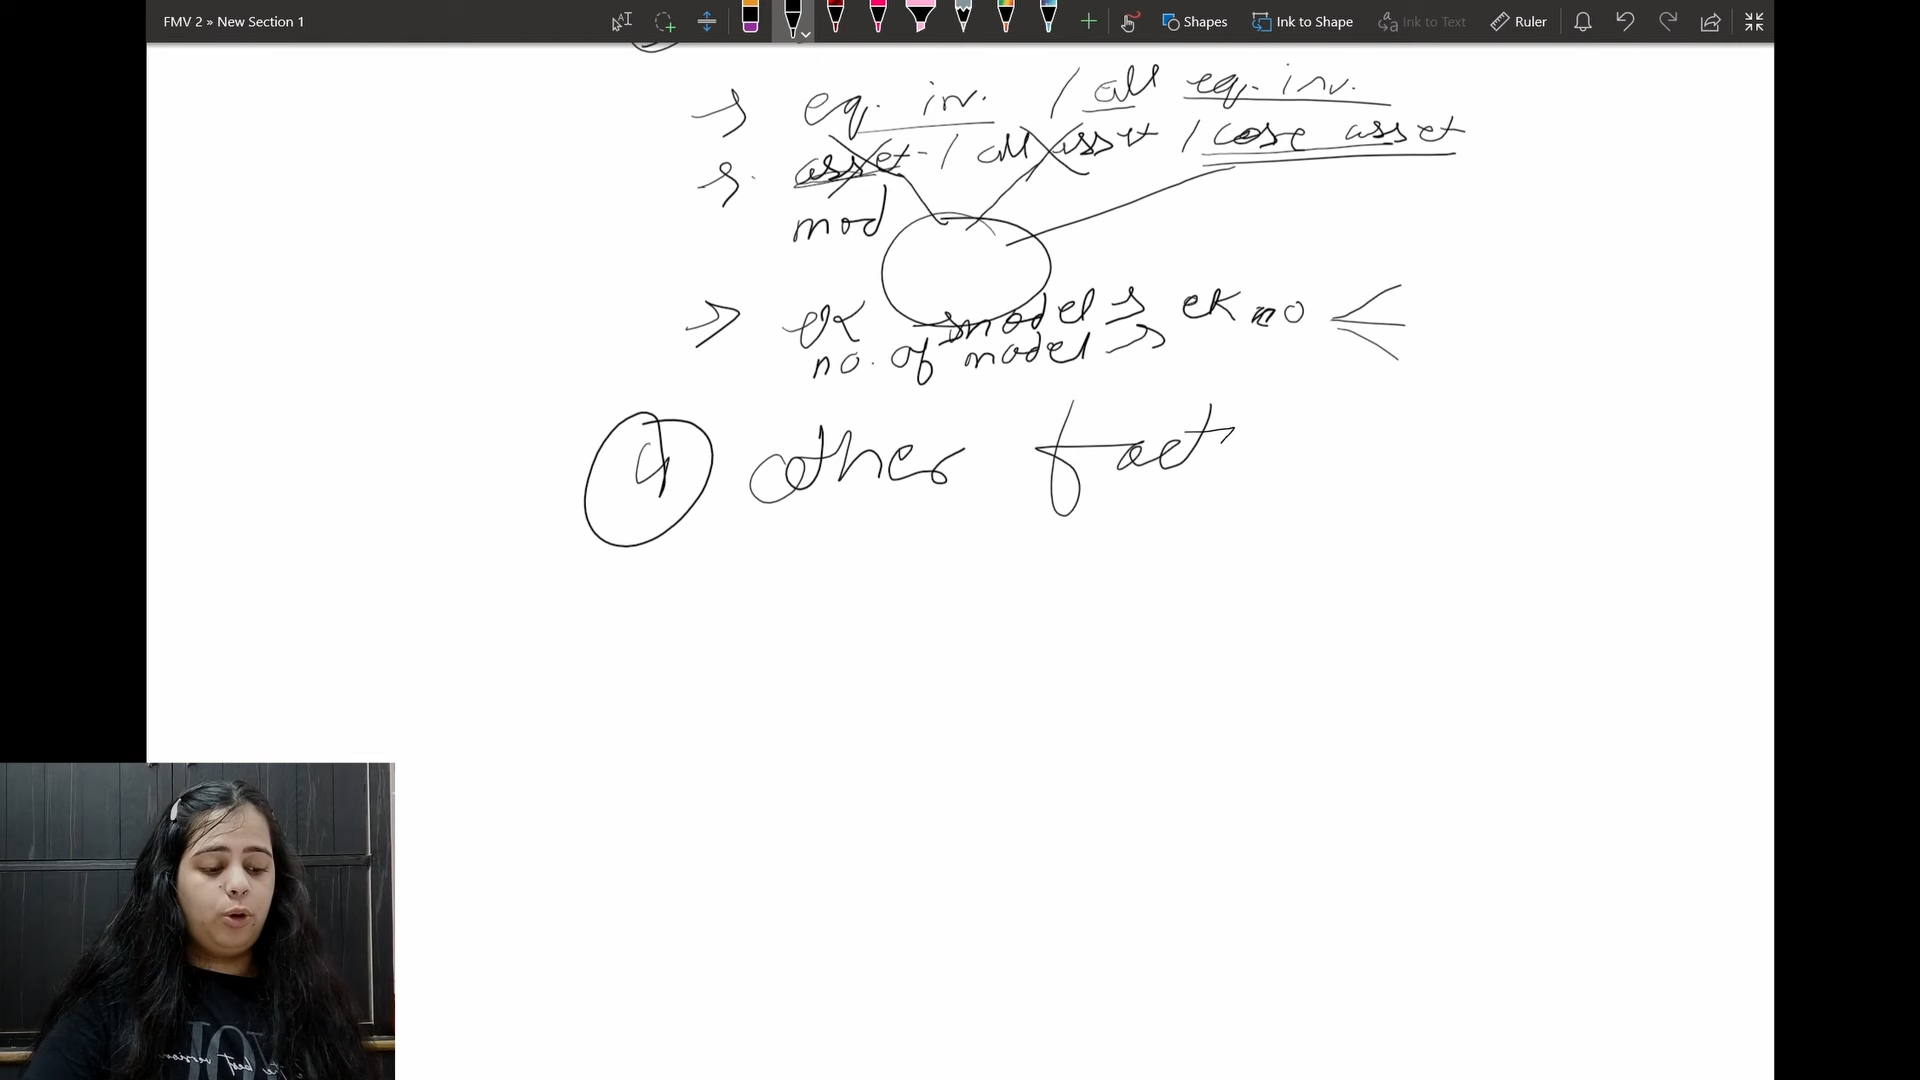 FMV 2 » New Section 1
Shapes
Ink to Shape
Ink to Text
Ruler
→ eq. inv. / all eq. inv.
→ asset / all asset / core asset
mod
⇒ ek model → ek no
no. of model →
4 other fact